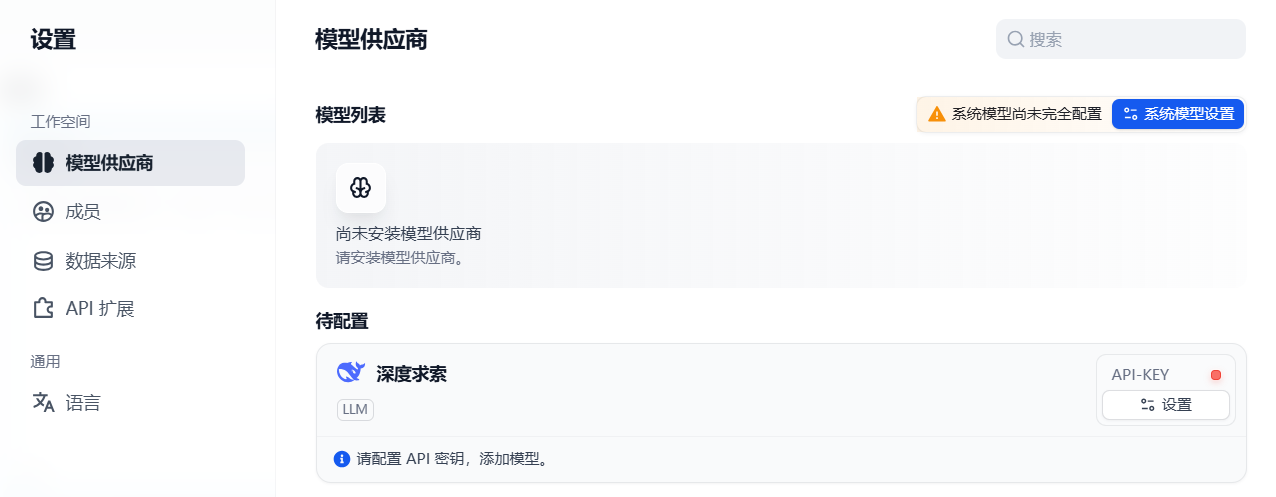 设置
模型供应商
搜索
工作空间
模型列表
系统模型尚未完全配置
系统模型设置
模型供应商
成员
数据来源
API 扩展
通用
语言
尚未安装模型供应商
请安装模型供应商。
待配置
深度求索
LLM
API-KEY
设置
请配置 API 密钥，添加模型。